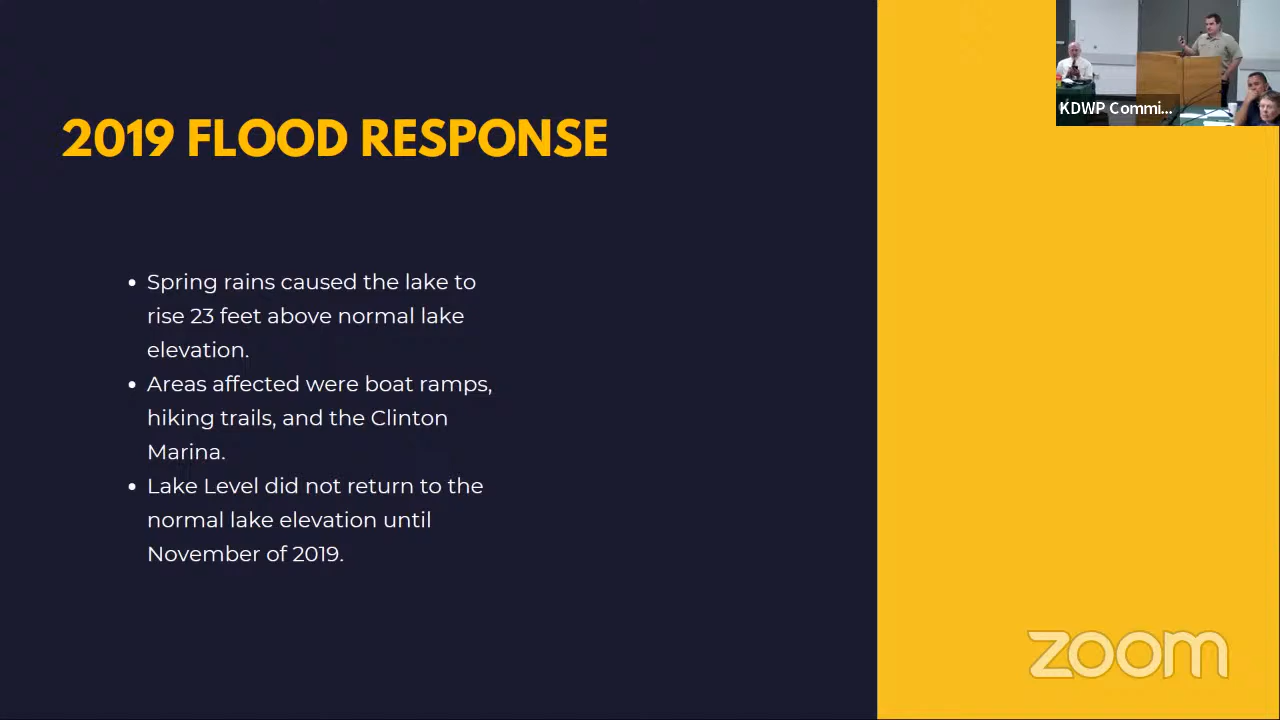 KDWP Commi...
2019 FLOOD RESPONSE
• Spring rains caused the lake to
rise 23 feet above normal lake
elevation.
• Areas affected were boat ramps,
hiking trails, and the Clinton
Marina.
• Lake Level did not return to the
normal lake elevation until
November of 2019.
zoom